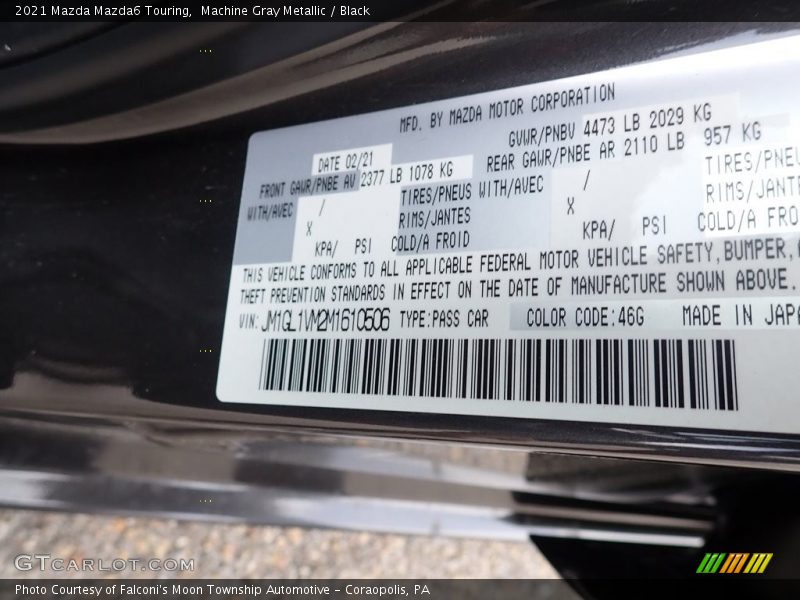 2021 Mazda Mazda6 Touring, Machine Gray Metallic / Black
MFD. BY MAZDA MOTOR CORPORATION
DATE 02/21
GVWR/PNBV 4473 LB 2029 KG
FRONT GAWR/PNBE AV 2377 LB 1078 KG
REAR GAWR/PNBE AR 2110 LB 957 KG
WITH/AVEC / TIRES/PNEUS WITH/AVEC / TIRES/PNEU
X RIMS/JANTES X RIMS/JANTE
KPA/ PSI COLD/A FROID KPA/ PSI COLD/A FRO
THIS VEHICLE CONFORMS TO ALL APPLICABLE FEDERAL MOTOR VEHICLE SAFETY, BUMPER,
THEFT PREVENTION STANDARDS IN EFFECT ON THE DATE OF MANUFACTURE SHOWN ABOVE.
VIN: JM1GL1VM2M1610506 TYPE:PASS CAR COLOR CODE:46G MADE IN JAPA
GTCARLOT.COM
Photo Courtesy of Falconi's Moon Township Automotive - Coraopolis, PA